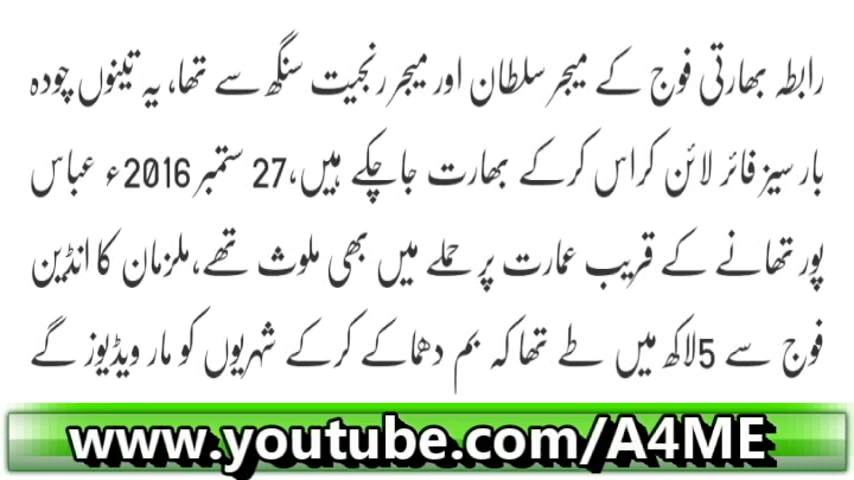 رابطہ بھارتی فوج کے میجر سلطان اور میجر رنجیت سنگھ سے تھا، یہ تینوں چودہ
بار سیز فائر لائن کراس کرکے بھارت جاچکے ہیں، 27 ستمبر 2016ء عباس
پور تھانے کے قریب عمارت پر حملے میں بھی ملوث تھے، ملزمان کا انڈین
فوج سے 5لاکھ میں طے تھا کہ بم دھماکے کرکے شہریوں کو مار ویڈیوز گے
www.youtube.com/A4ME